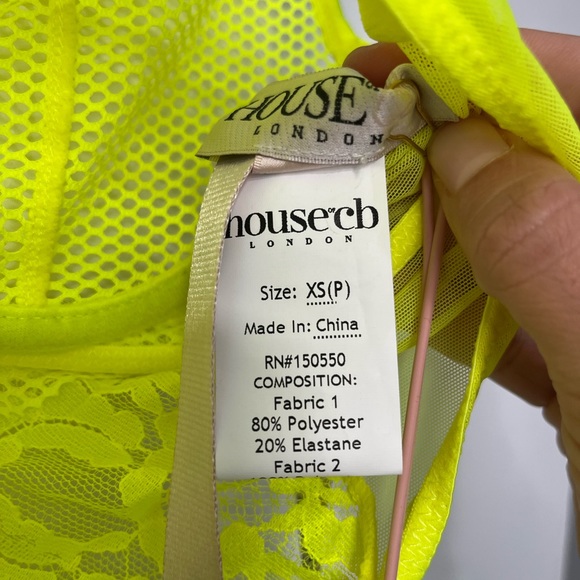 HOUSE OF
LONDON
house of cb
LONDON
Size: XS(P)
Made In: China
RN#150550
COMPOSITION:
Fabric 1
80% Polyester
20% Elastane
Fabric 2